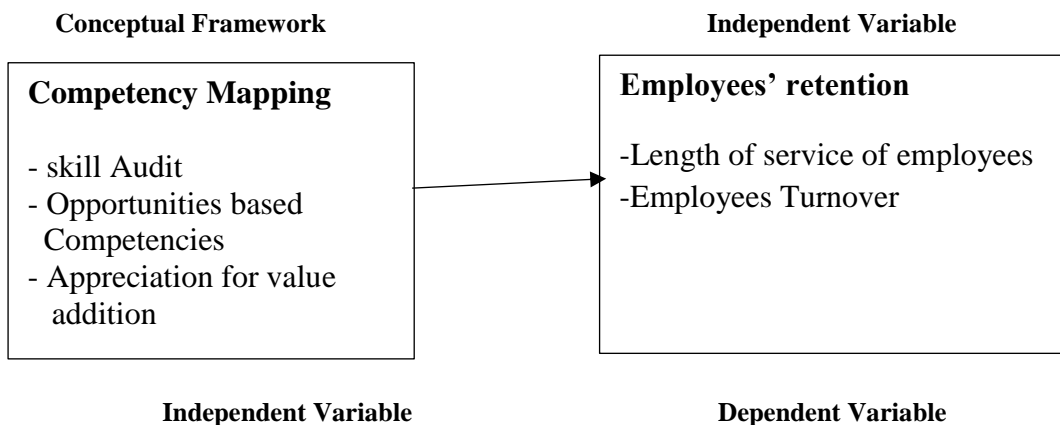 Conceptual Framework
Independent Variable
Competency Mapping
- skill Audit
- Opportunities based
Competencies
- Appreciation for value
addition
Employees’ retention
-Length of service of employees
-Employees Turnover
Independent Variable
Dependent Variable